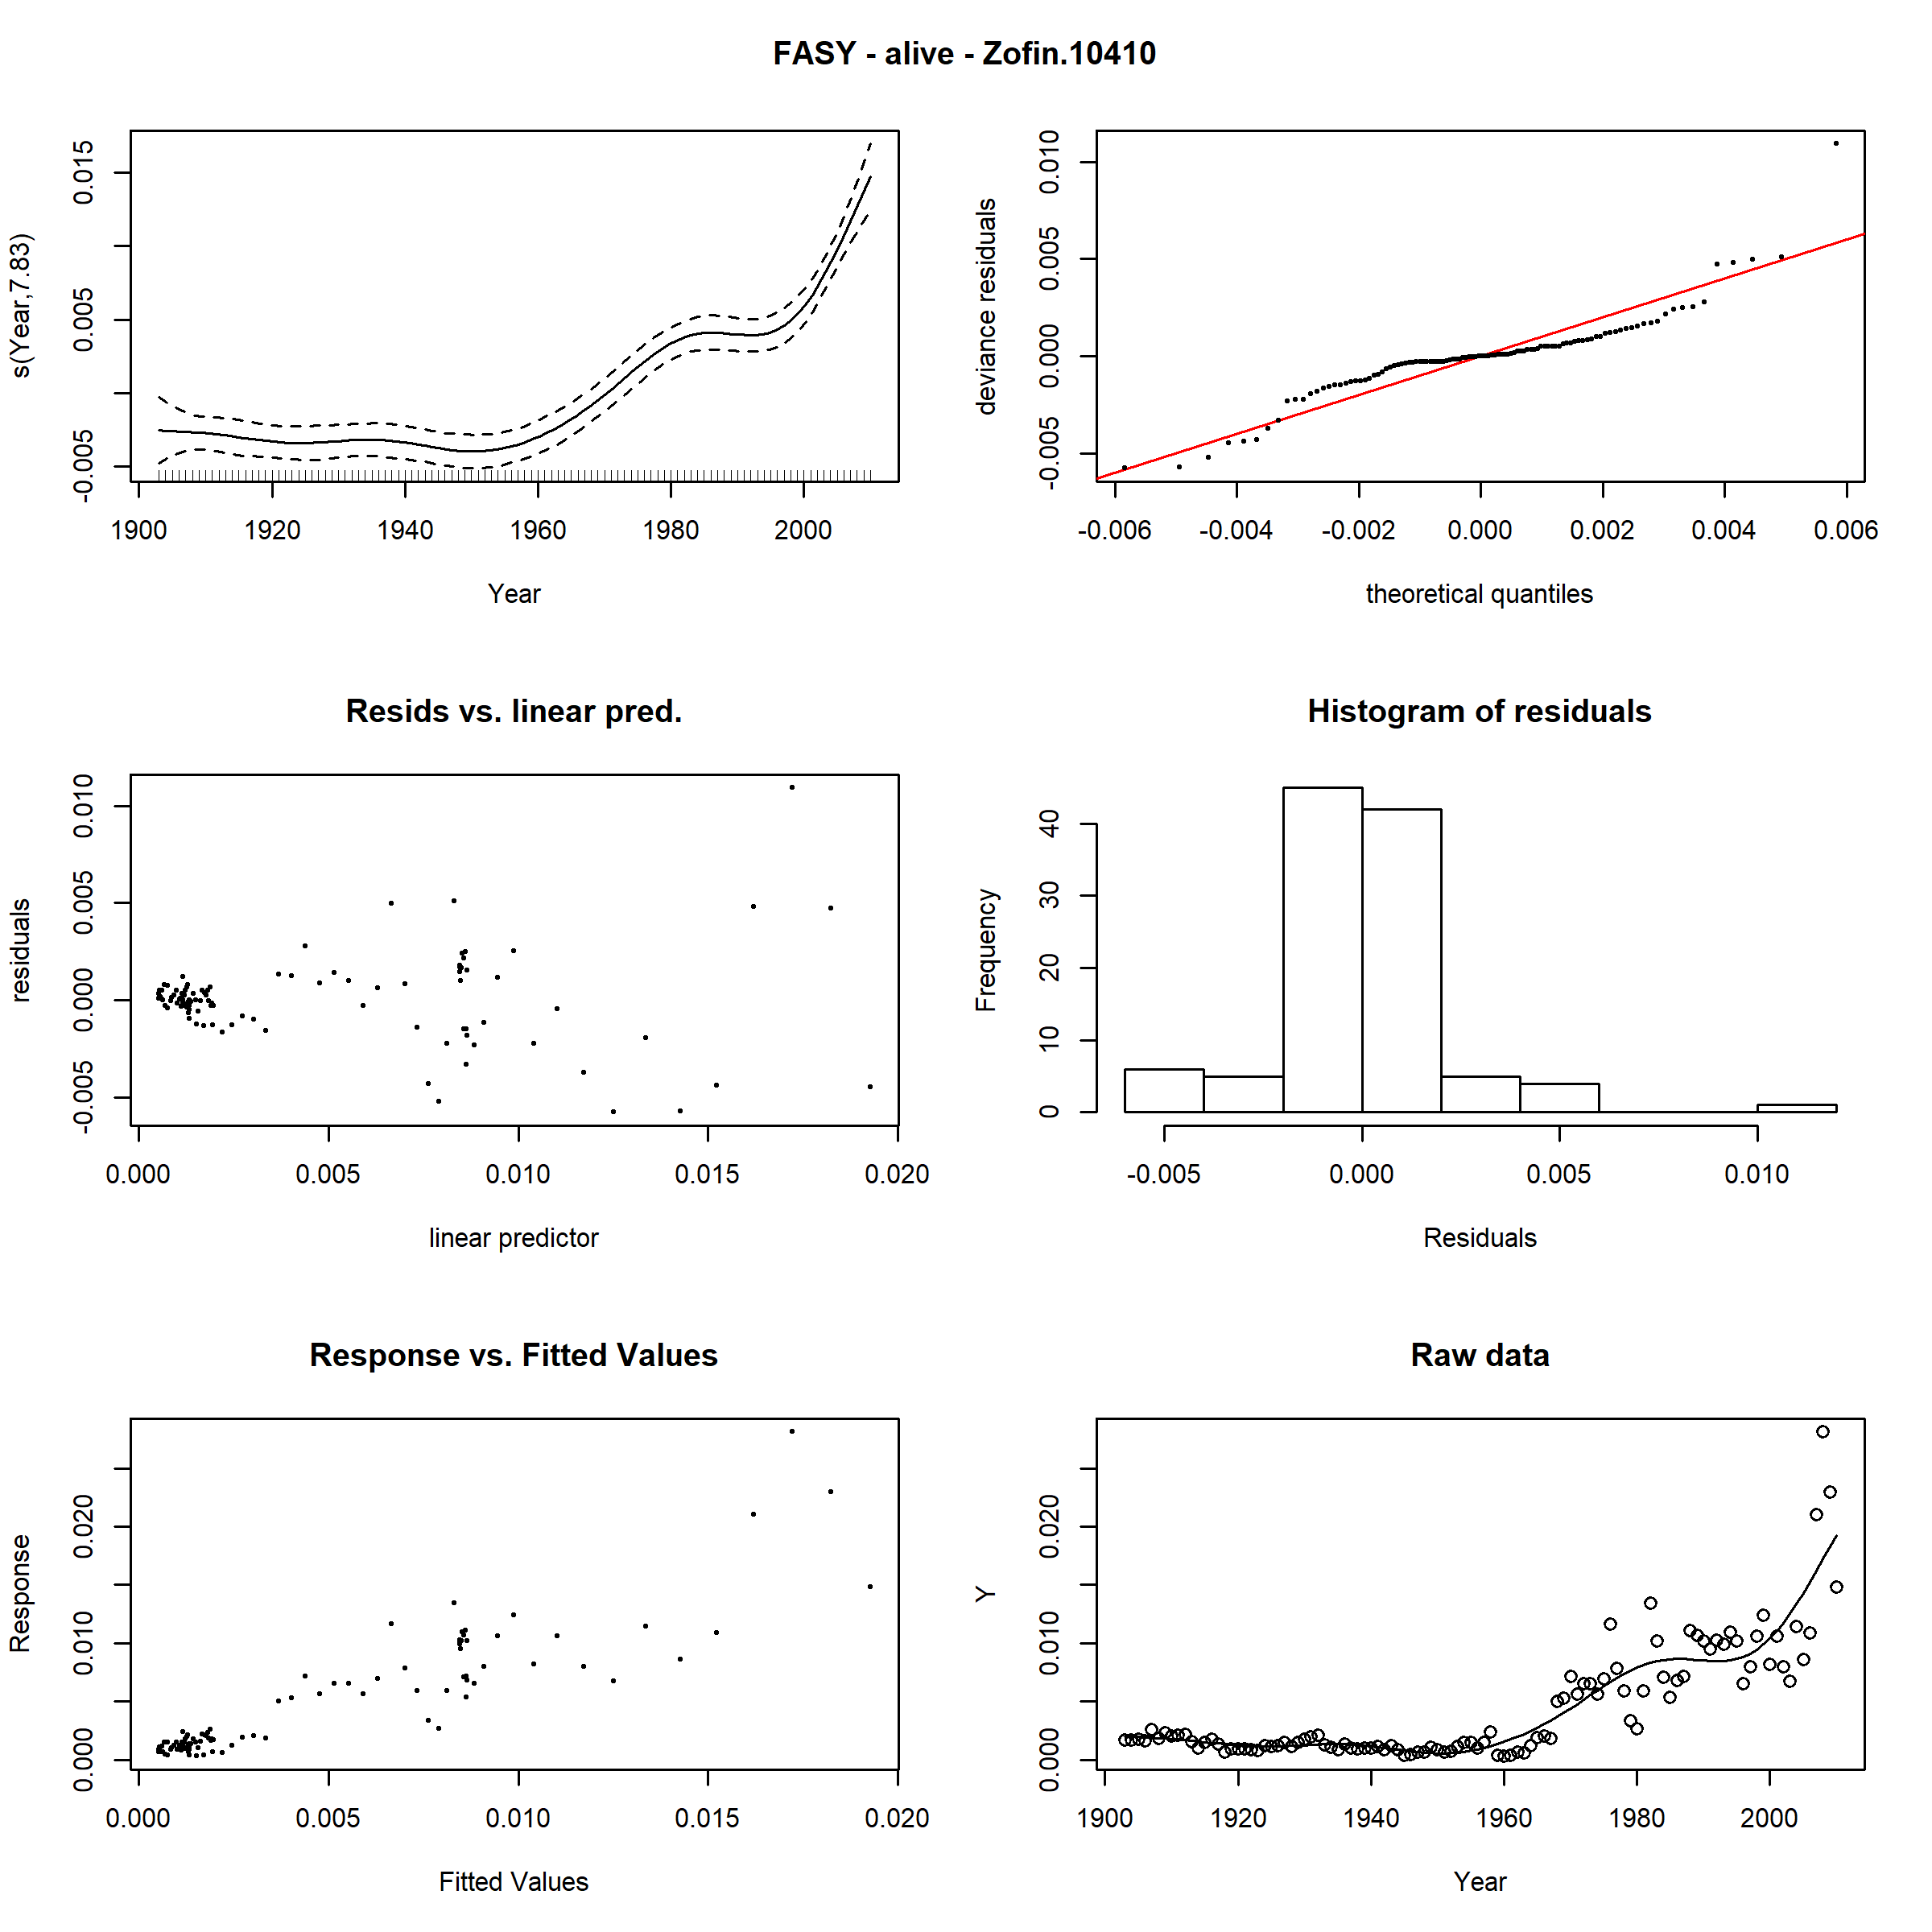 FASY - alive - Zofin.10410
s(Year,7.83)
-0.005 0.005 0.015
1900 1920 1940 1960 1980 2000
Year
deviance residuals
-0.005 0.000 0.005 0.010
-0.006 -0.004 -0.002 0.000 0.002 0.004 0.006
theoretical quantiles
Resids vs. linear pred.
residuals
-0.005 0.000 0.005 0.010
0.000 0.005 0.010 0.015 0.020
linear predictor
Histogram of residuals
Frequency
0 10 20 30 40
-0.005 0.000 0.005 0.010
Residuals
Response vs. Fitted Values
Response
0.000 0.010 0.020
0.000 0.005 0.010 0.015 0.020
Fitted Values
Raw data
Y
0.000 0.010 0.020
1900 1920 1940 1960 1980 2000
Year